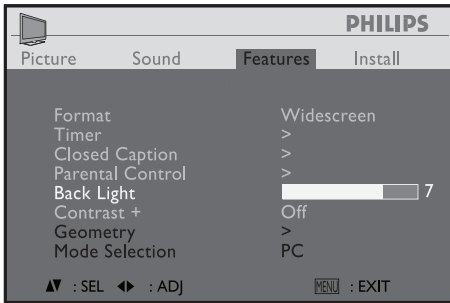 PHILIPS
Picture Sound Features Install
Format Widescreen
Timer >
Closed Caption >
Parental Control >
Back Light 7
Contrast + Off
Geometry >
Mode Selection PC
▲▼ : SEL ◀▶ : ADJ MENU : EXIT